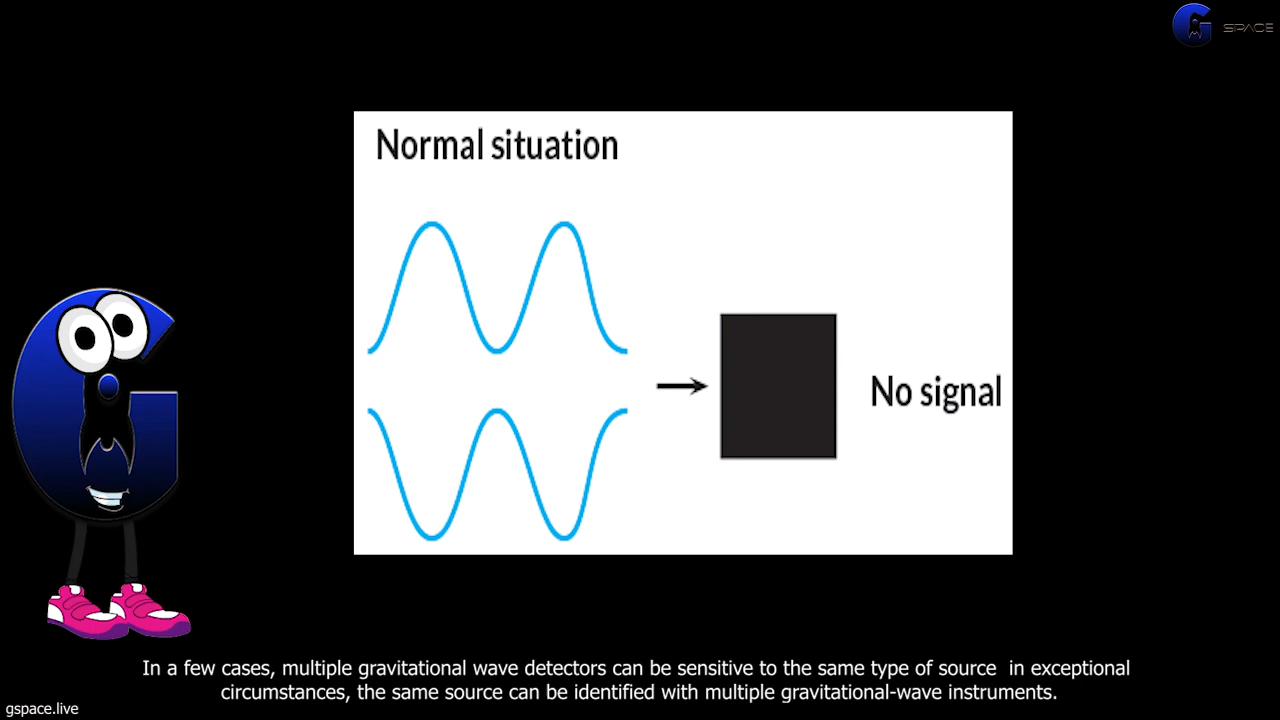 SPACE
Normal situation
No signal
In a few cases, multiple gravitational wave detectors can be sensitive to the same type of source  in exceptional
circumstances, the same source can be identified with multiple gravitational-wave instruments.
gspace.live